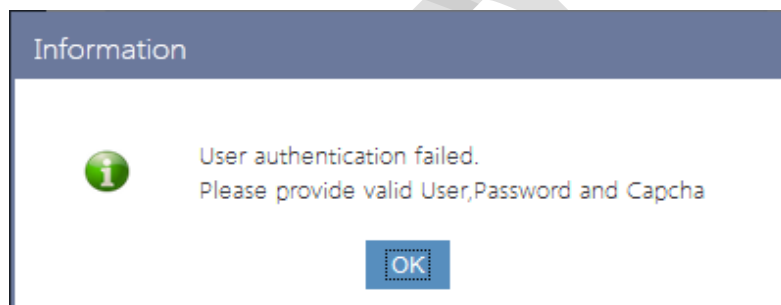 Information
User authentication failed.
Please provide valid User,Password and Capcha
OK